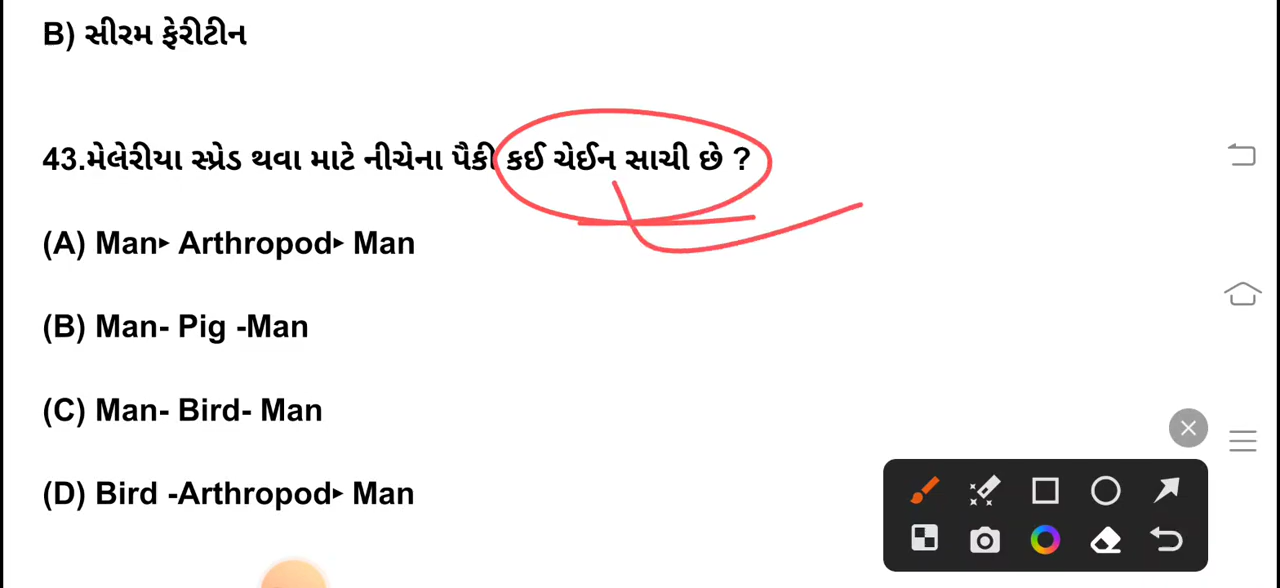 B) સીરમ ફેરીટીન
43.મેલેરીયા સ્પ્રેડ થવા માટે નીચેના પૈકી કઈ ચેઈન સાચી છે ?
(A) Man▸ Arthropod▸ Man
(B) Man- Pig -Man
(C) Man- Bird- Man
(D) Bird -Arthropod▸ Man